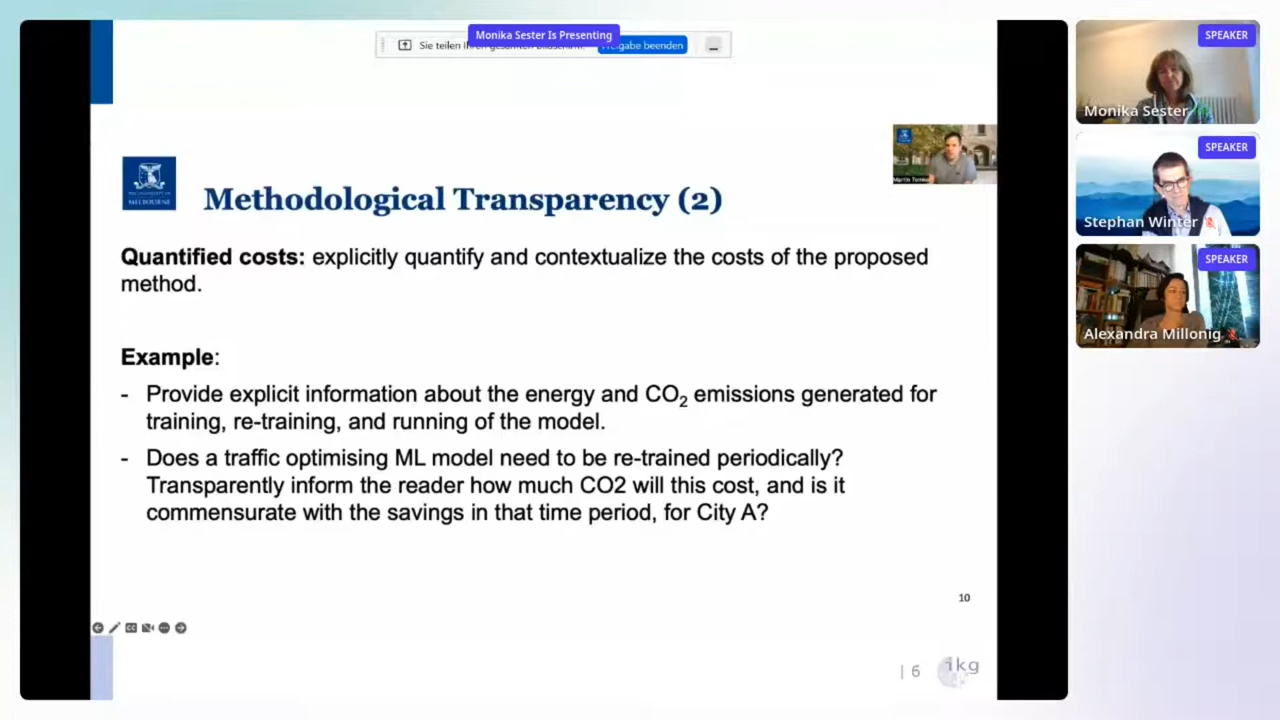 Monika Sester Is Presenting
Sie teilen Ihren gesamten Bildschirm.
Freigabe beenden
SPEAKER
Monika Sester
SPEAKER
Stephan Winter
SPEAKER
Alexandra Millonig
Martin Tomko
MELBOURNE
Methodological Transparency (2)
Quantified costs: explicitly quantify and contextualize the costs of the proposed
method.
Example:
- Provide explicit information about the energy and CO₂ emissions generated for
training, re-training, and running of the model.
- Does a traffic optimising ML model need to be re-trained periodically?
Transparently inform the reader how much CO2 will this cost, and is it
commensurate with the savings in that time period, for City A?
10
| 6
ikg